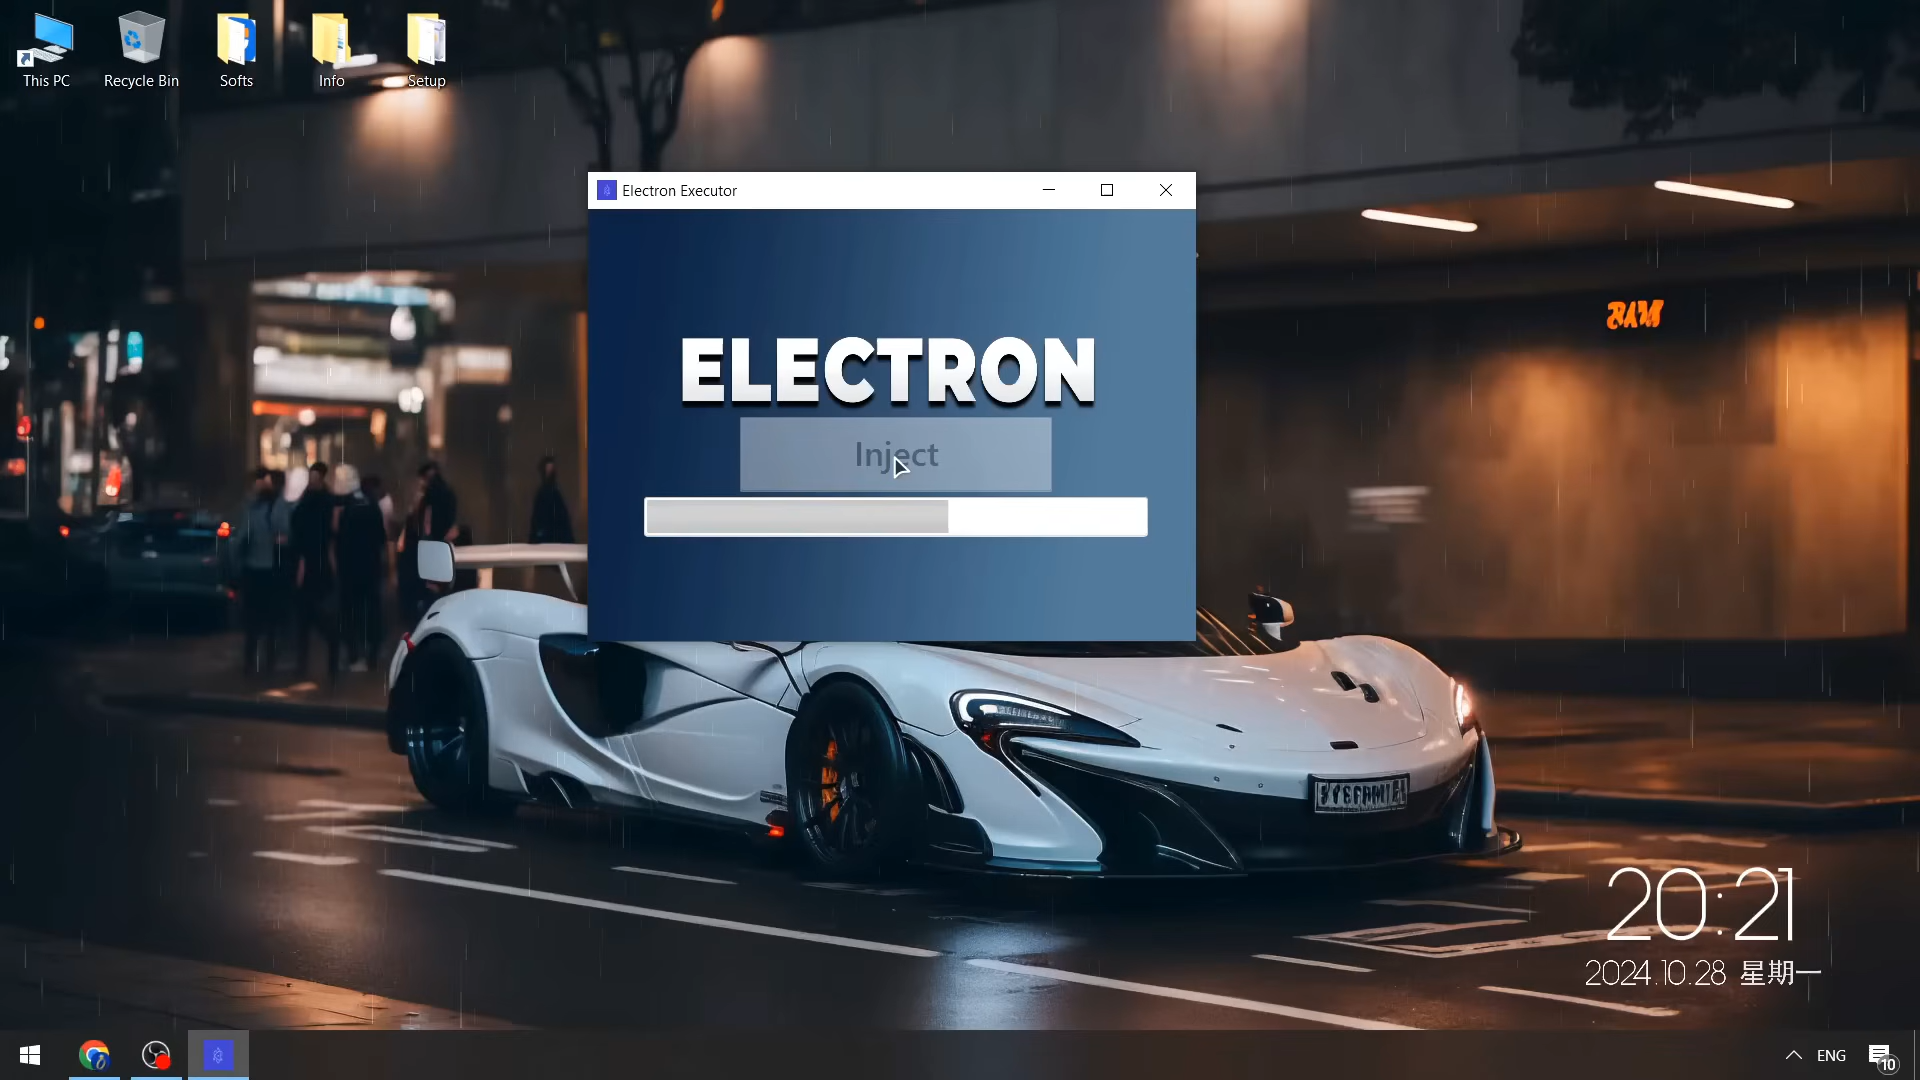 This PC
Recycle Bin
Softs
Info
Setup
Electron Executor
ELECTRON
Inject
20:21
2024.10.28 星期一
ENG
10